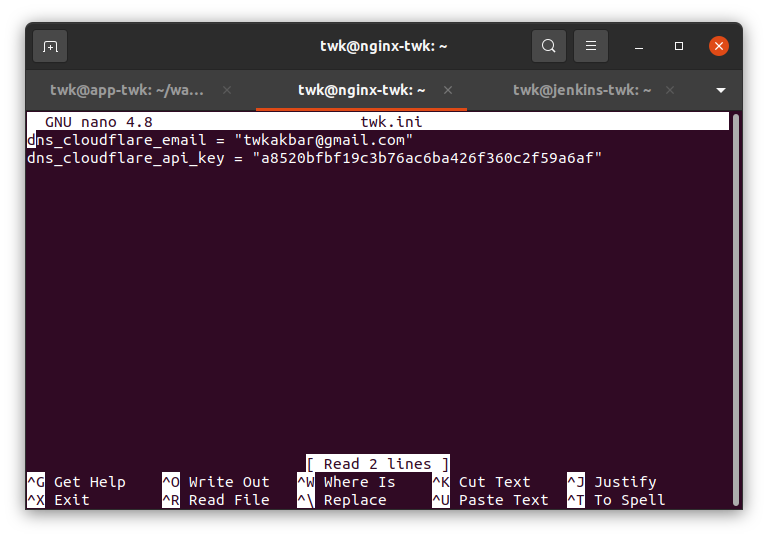 twk@nginx-twk: ~
twk@app-twk: ~/wa... twk@nginx-twk: ~ twk@jenkins-twk: ~
GNU nano 4.8 twk.ini
dns_cloudflare_email = "twkakbar@gmail.com"
dns_cloudflare_api_key = "a8520bfbf19c3b76ac6ba426f360c2f59a6af"
[ Read 2 lines ]
^G Get Help ^O Write Out ^W Where Is ^K Cut Text ^J Justify
^X Exit ^R Read File ^\ Replace ^U Paste Text ^T To Spell